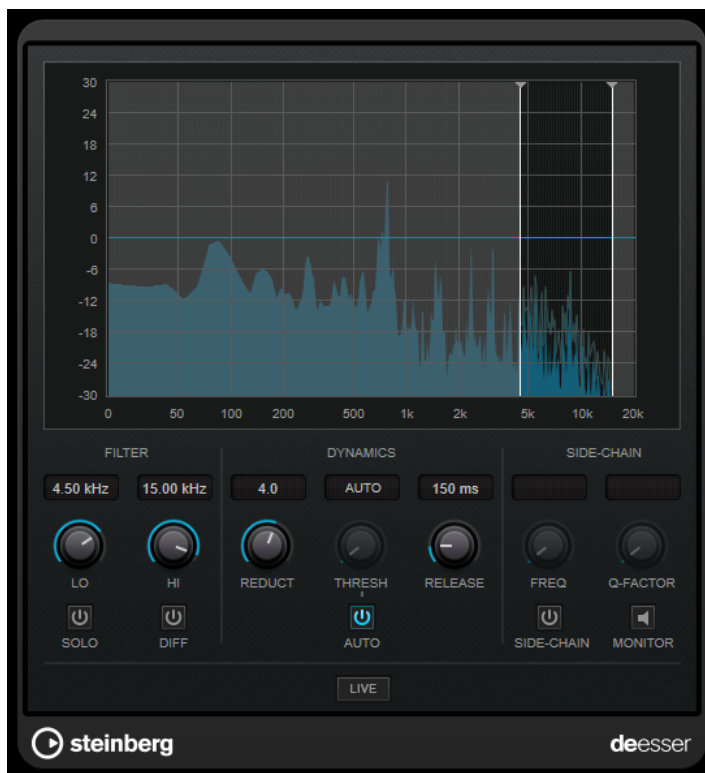 30
24
18
12
6
0
-6
-12
-18
-24
-30
0 50 100 200 500 1k 2k 5k 10k 20k
FILTER DYNAMICS SIDE-CHAIN
4.50 kHz 15.00 kHz 4.0 AUTO 150 ms
LO HI REDUCT THRESH RELEASE FREQ Q-FACTOR
SOLO DIFF AUTO SIDE-CHAIN MONITOR
LIVE
steinberg deesser